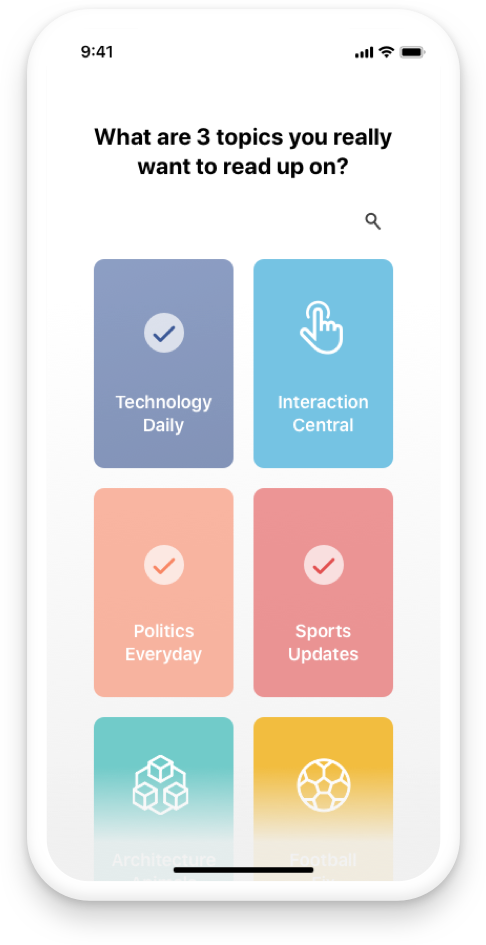 9:41
What are 3 topics you really
want to read up on?
Technology
Daily
Interaction
Central
Politics
Everyday
Sports
Updates
Architecture
Football